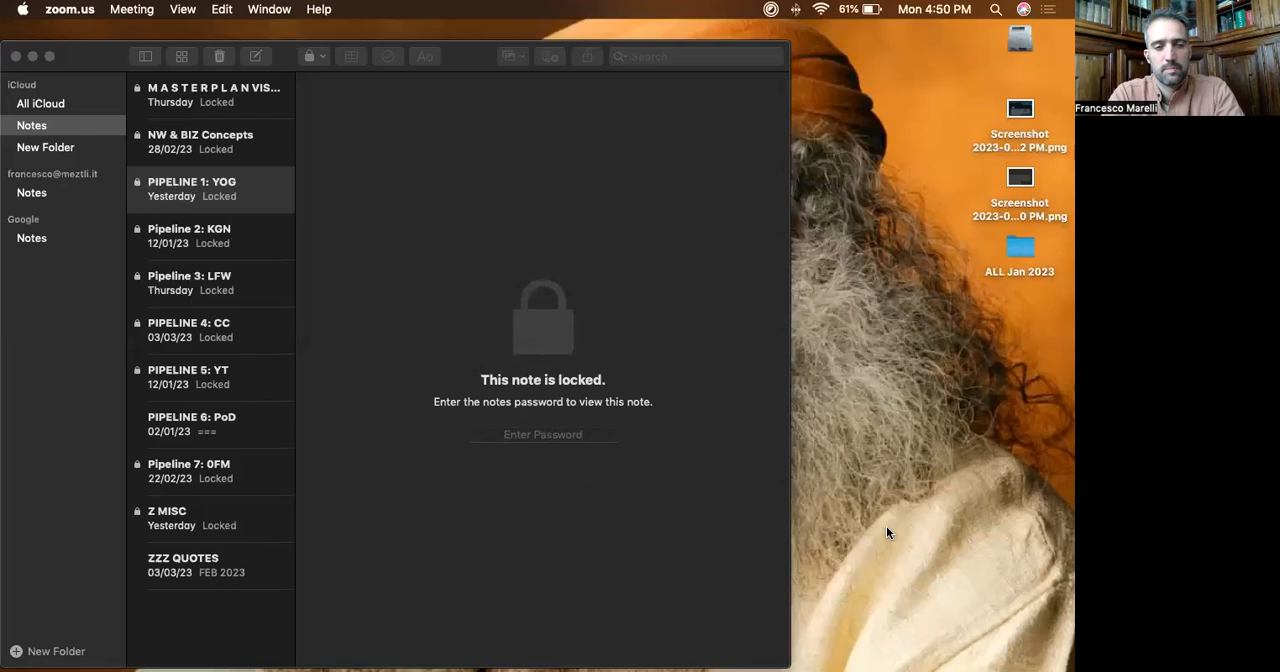 zoom.us Meeting View Edit Window Help 61% Mon 4:50 PM
Search
iCloud
All iCloud
Notes
New Folder
francesco@meztli.it
Notes
Google
Notes
New Folder
M A S T E R P L A N VIS...
Thursday Locked
NW & BIZ Concepts
28/02/23 Locked
PIPELINE 1: YOG
Yesterday Locked
Pipeline 2: KGN
12/01/23 Locked
Pipeline 3: LFW
Thursday Locked
PIPELINE 4: CC
03/03/23 Locked
PIPELINE 5: YT
12/01/23 Locked
PIPELINE 6: PoD
02/01/23 ===
Pipeline 7: 0FM
22/02/23 Locked
Z MISC
Yesterday Locked
ZZZ QUOTES
03/03/23 FEB 2023
Aa
This note is locked.
Enter the notes password to view this note.
Enter Password
Screenshot
2023-0...2 PM.png
Screenshot
2023-0...0 PM.png
ALL Jan 2023
Francesco Marelli